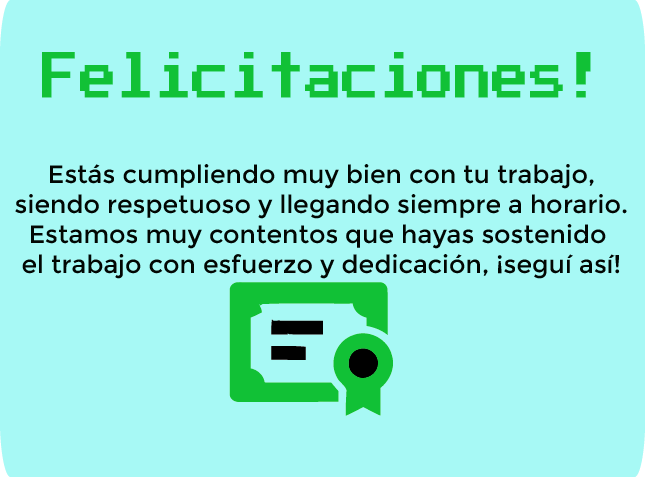 Felicitaciones!
Estás cumpliendo muy bien con tu trabajo,
siendo respetuoso y llegando siempre a horario.
Estamos muy contentos que hayas sostenido
el trabajo con esfuerzo y dedicación, ¡seguí así!